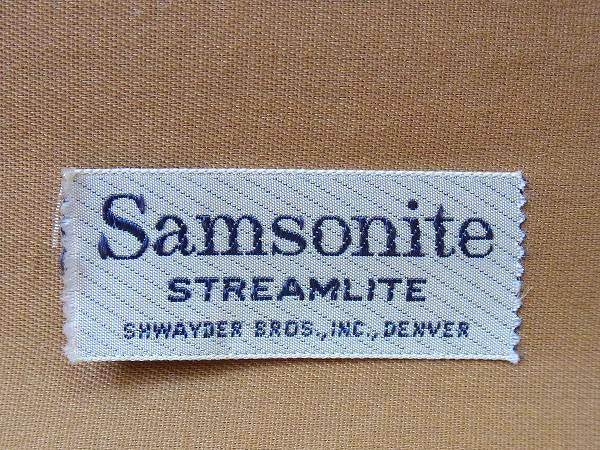 Samsonite
STREAMLITE
SHWAYDER BROS., INC., DENVER